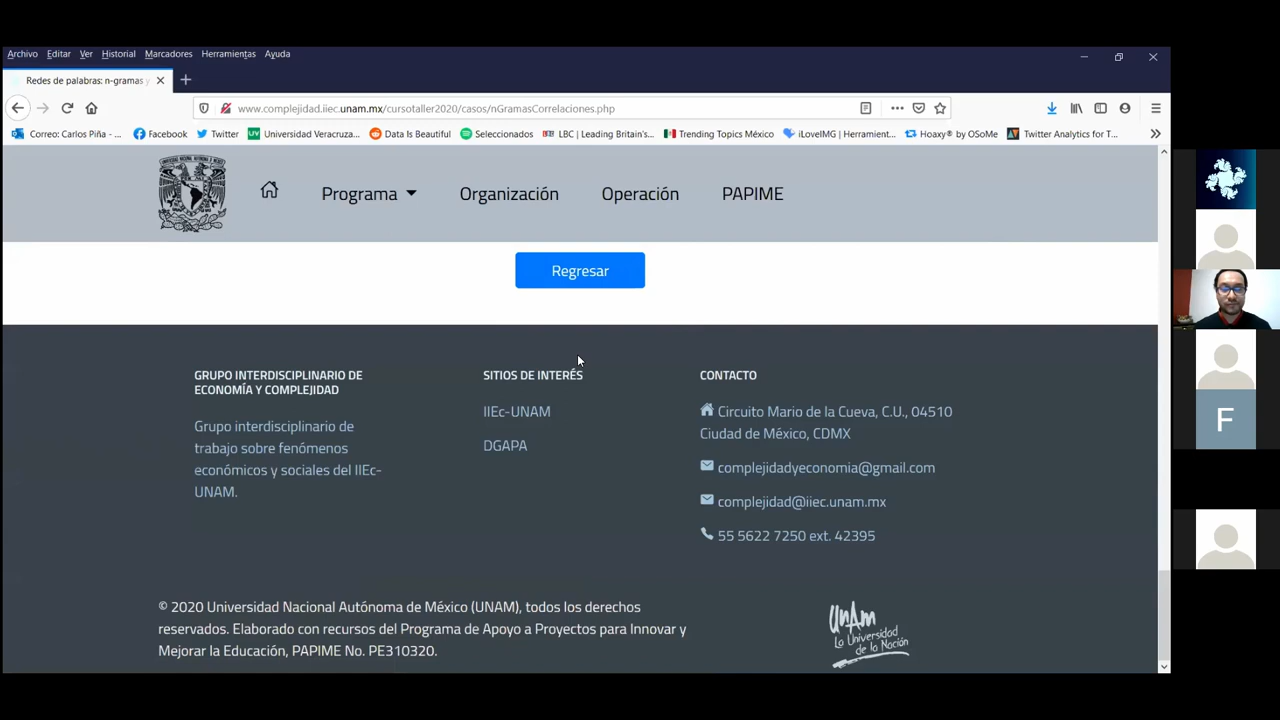 Archivo Editar Ver Historial Marcadores Herramientas Ayuda
Redes de palabras: n-gramas y
www.complejidad.iiec.unam.mx/cursotaller2020/casos/nGramasCorrelaciones.php
Correo: Carlos Piña - ... Facebook Twitter Universidad Veracruza... Data Is Beautiful Seleccionados LBC | Leading Britain's... Trending Topics México iLoveIMG | Herramient... Hoaxy® by OSoMe Twitter Analytics for T...
Programa Organización Operación PAPIME
Regresar
GRUPO INTERDISCIPLINARIO DE
ECONOMÍA Y COMPLEJIDAD
Grupo interdisciplinario de
trabajo sobre fenómenos
económicos y sociales del IIEc-
UNAM.
SITIOS DE INTERÉS
IIEc-UNAM
DGAPA
CONTACTO
Circuito Mario de la Cueva, C.U., 04510
Ciudad de México, CDMX
complejidadyeconomia@gmail.com
complejidad@iiec.unam.mx
55 5622 7250 ext. 42395
© 2020 Universidad Nacional Autónoma de México (UNAM), todos los derechos
reservados. Elaborado con recursos del Programa de Apoyo a Proyectos para Innovar y
Mejorar la Educación, PAPIME No. PE310320.
UNAM
La Universidad
de la Nación
F